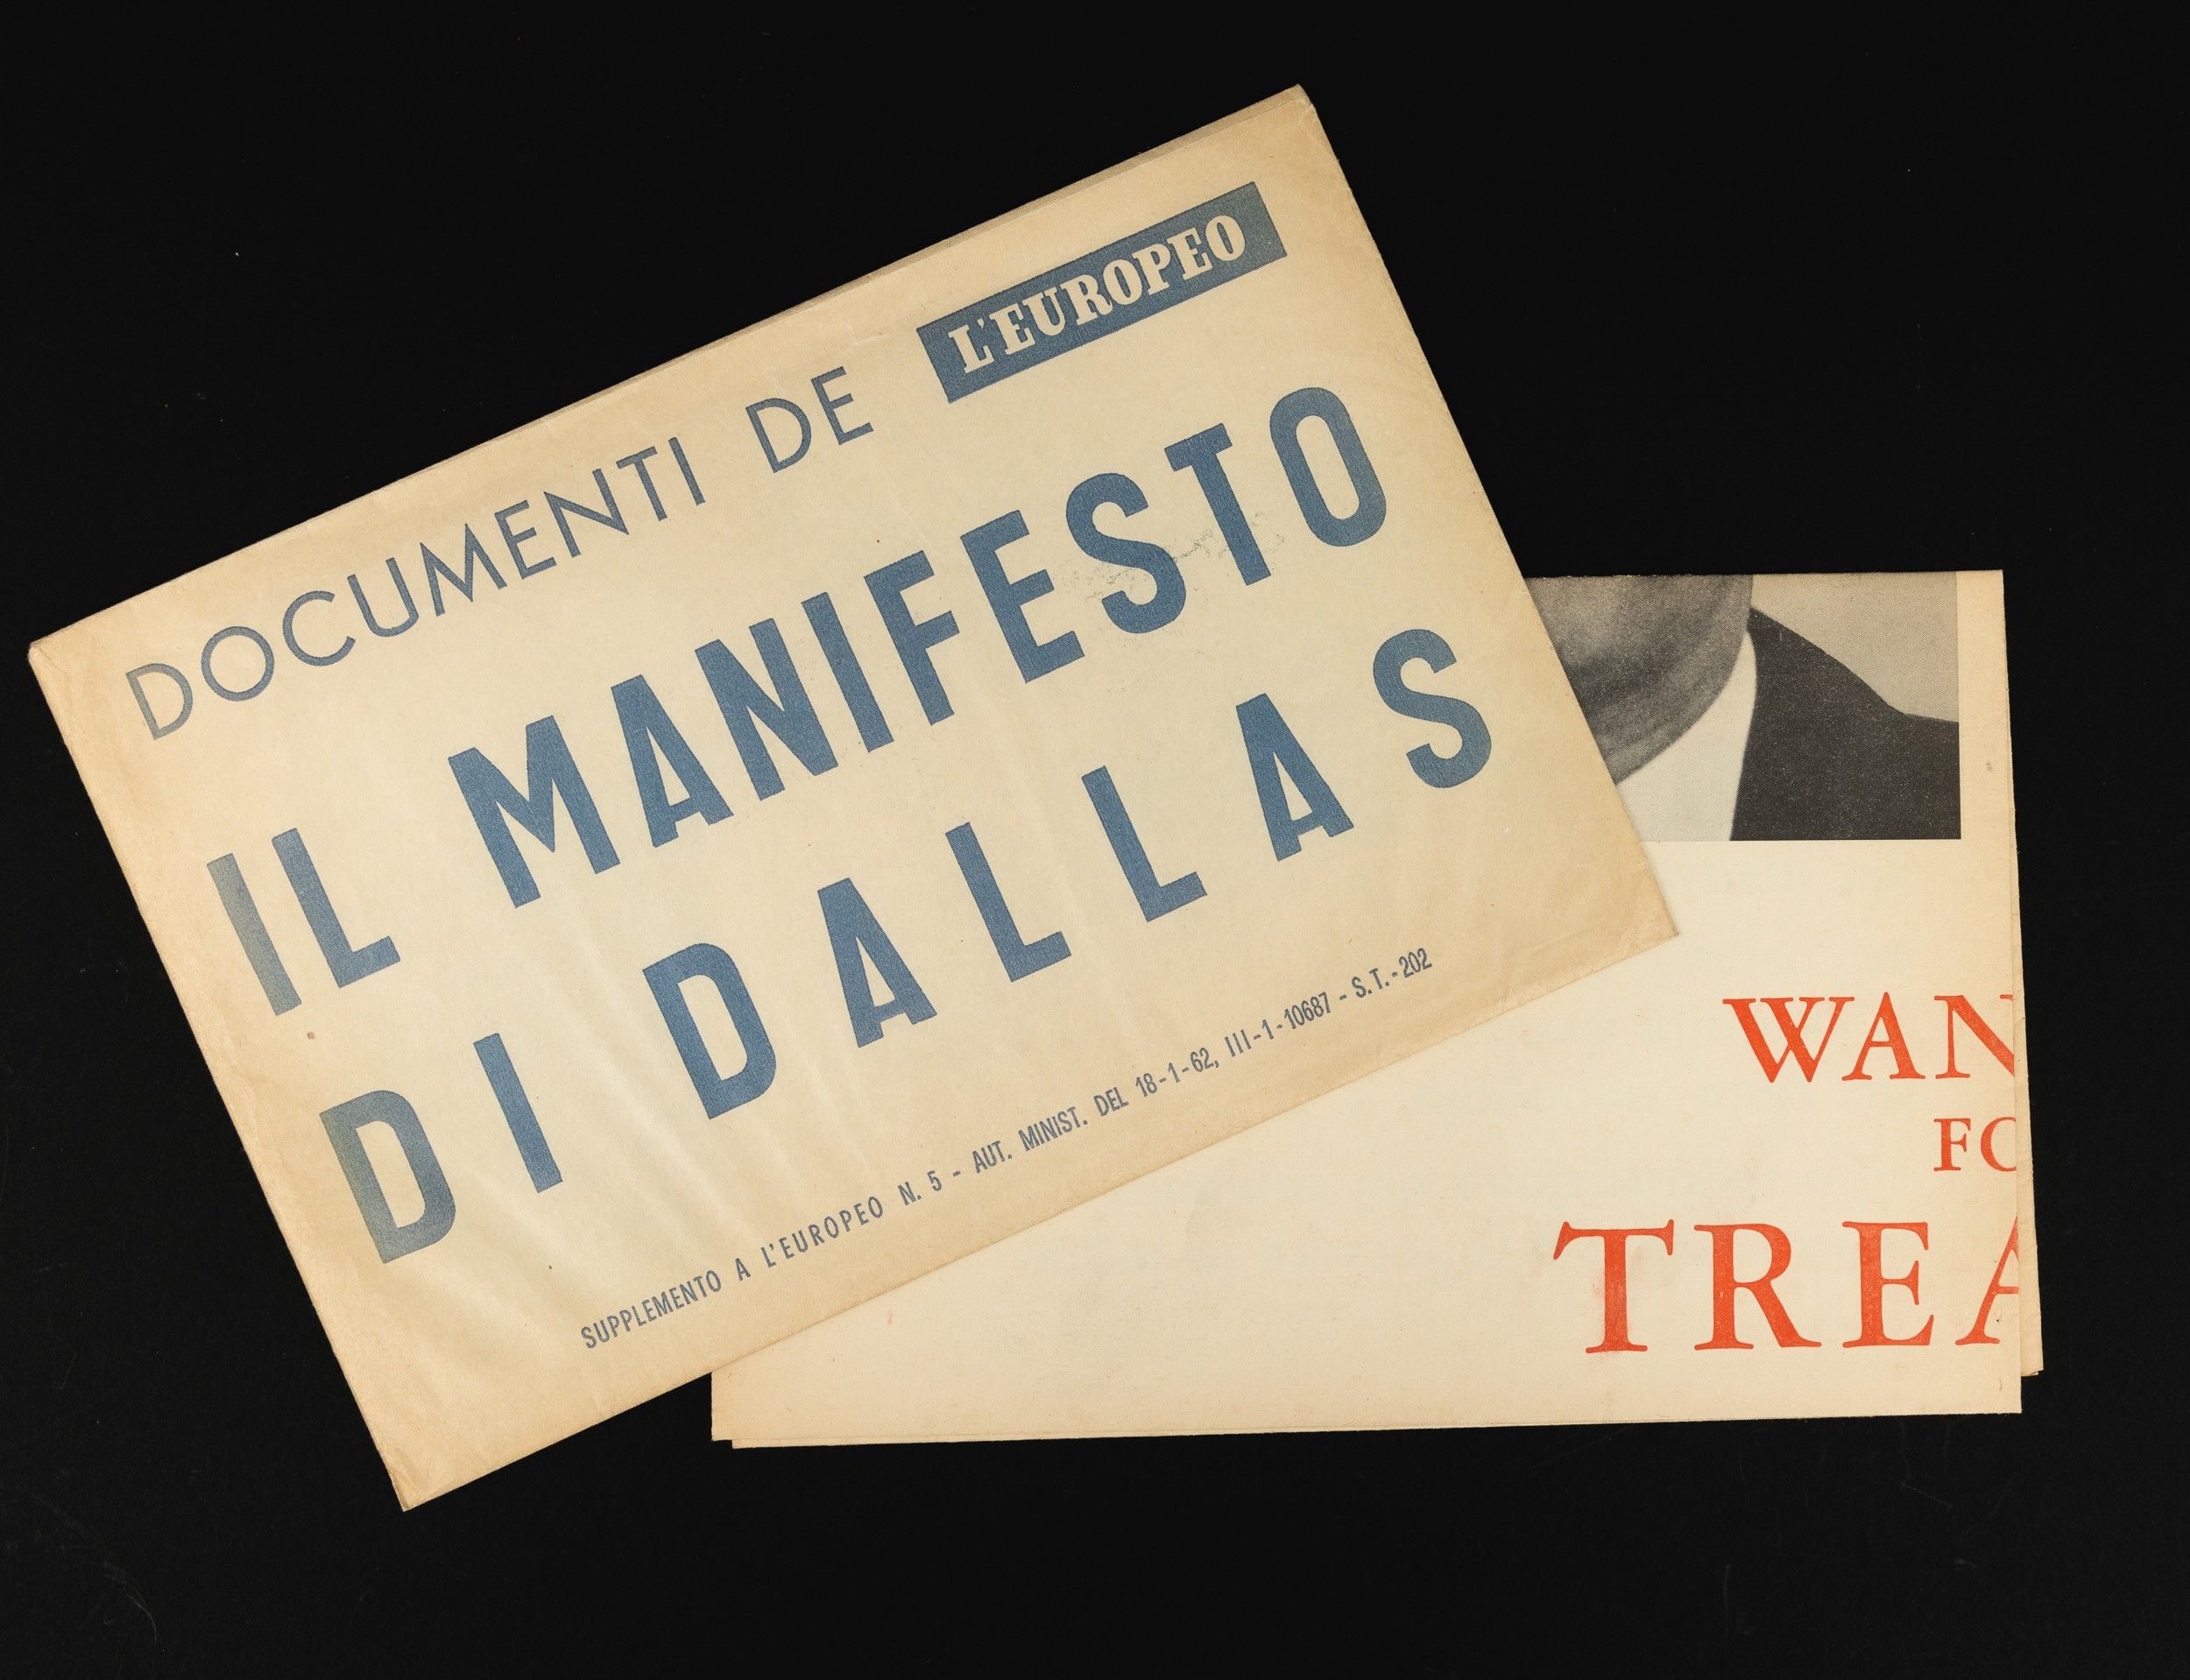 DOCUMENTI DE L'EUROPEO
IL MANIFESTO
DI DALLAS
SUPPLEMENTO A L'EUROPEO N. 5 - AUT. MINIST. DEL 18-1-62, III-1-10687 - S.T.-202
WAN
FO
TREA